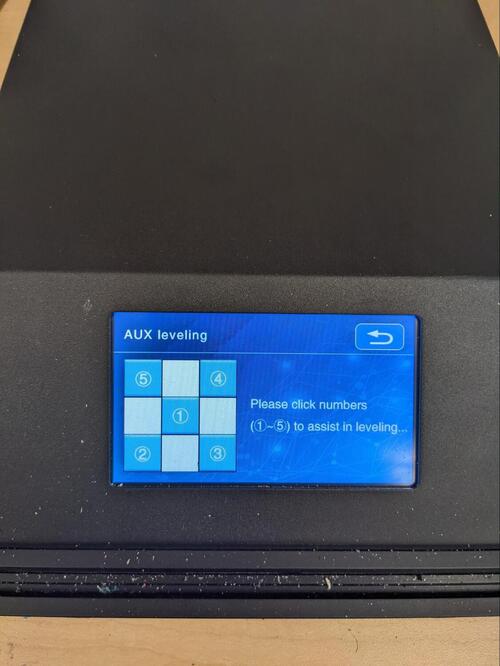 AUX leveling
⑤ ④
Please click numbers
①
(①~⑤) to assist in leveling...
② ③